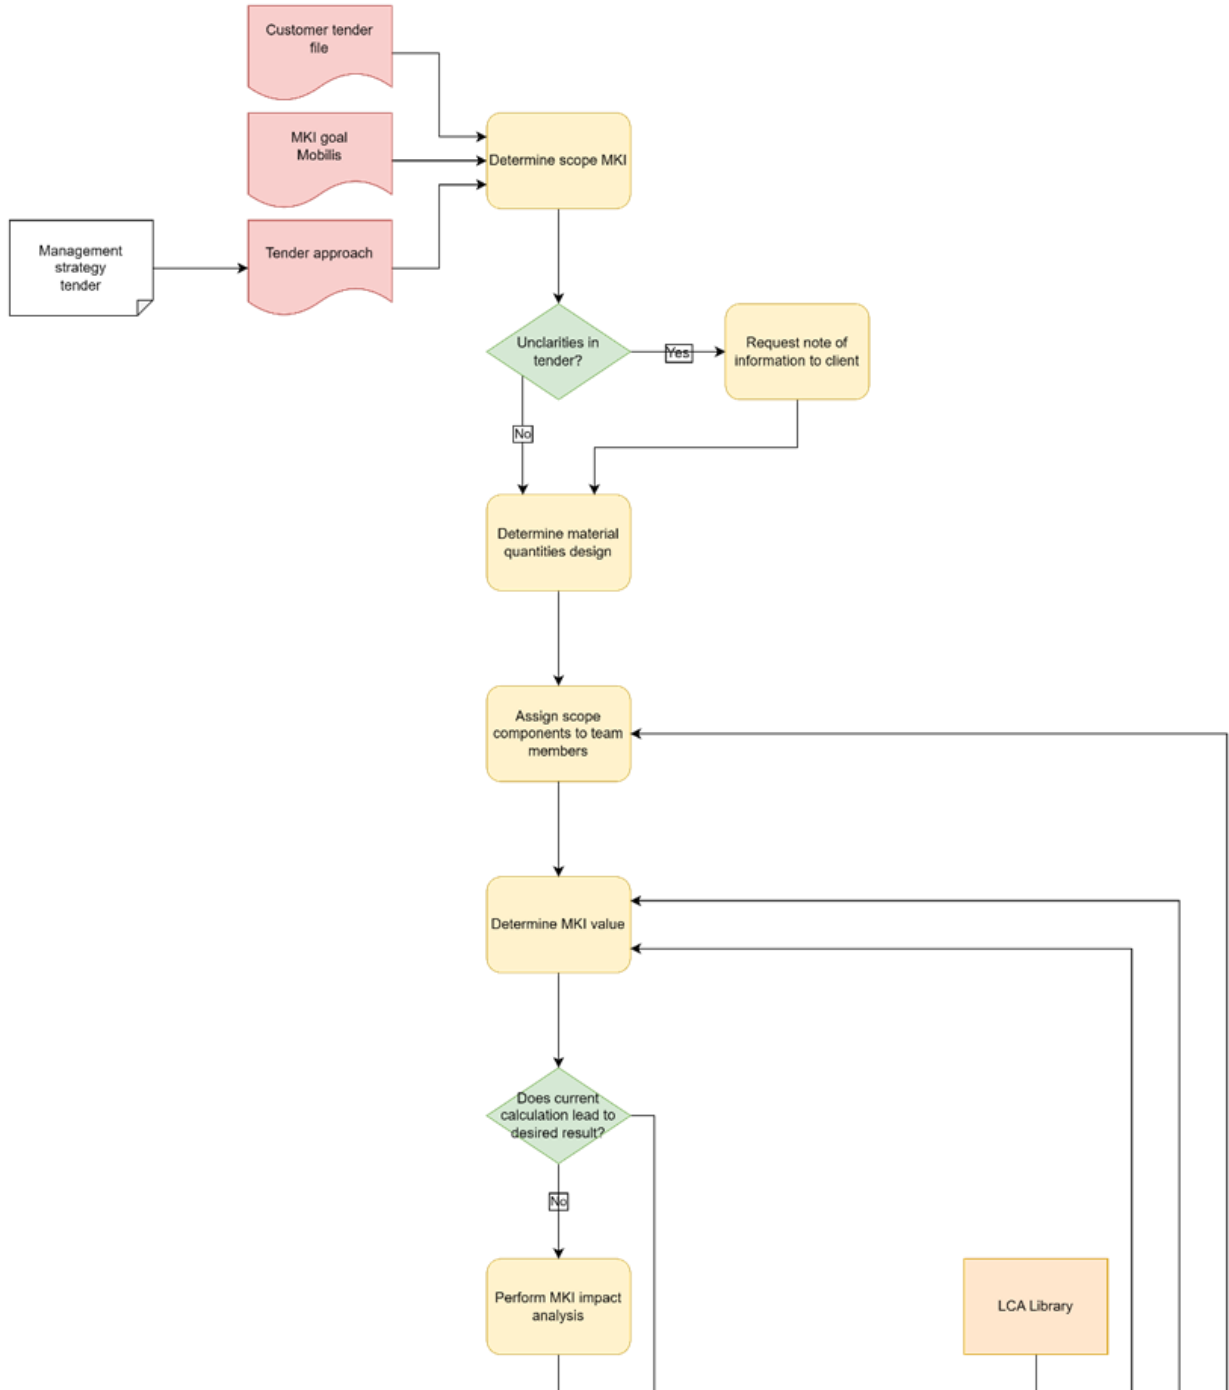 Customer tender
file
MKI goal
Mobilis
Determine scope MKI
Management
strategy
tender
Tender approach
Unclarities in
tender?
Yes
Request note of
information to client
No
Determine material
quantities design
Assign scope
components to team
members
Determine MKI value
Does current
calculation lead to
desired result?
No
Perform MKI impact
analysis
LCA Library